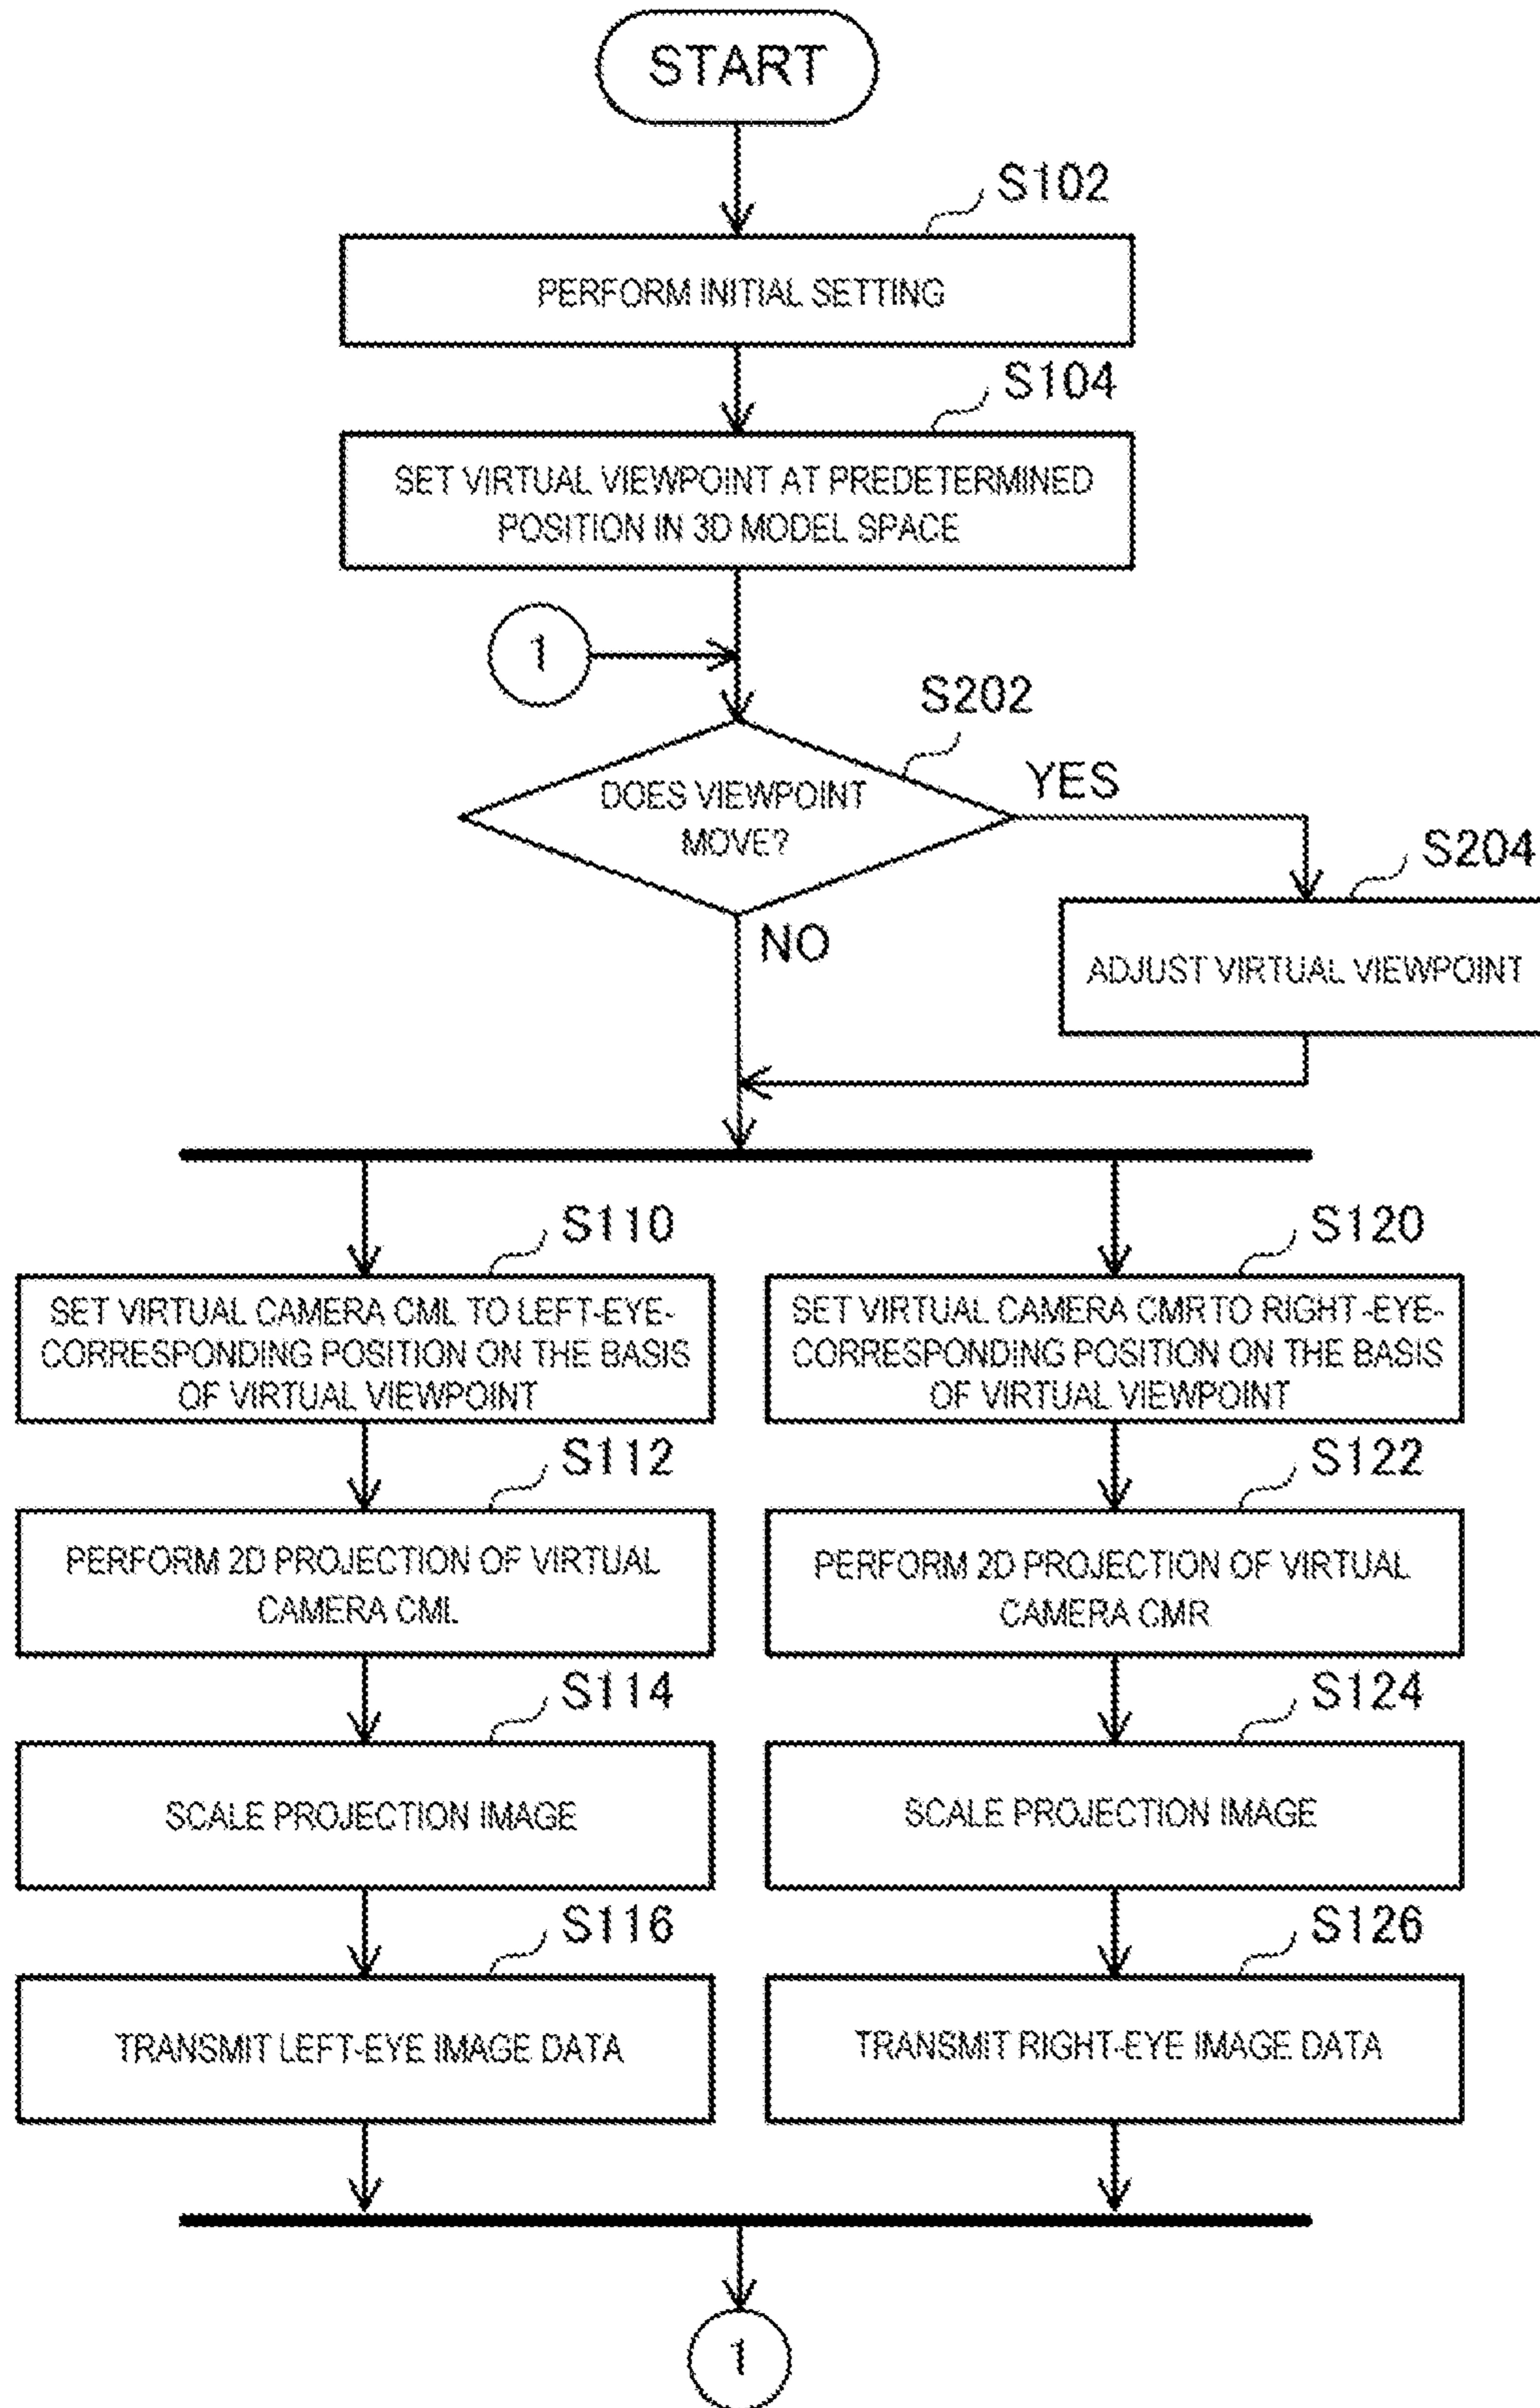 START
S102
PERFORM INITIAL SETTING
S104
SET VIRTUAL VIEWPOINT AT PREDETERMINED
POSITION IN 3D MODEL SPACE
1
S202
DOES VIEWPOINT
MOVE?
YES
S204
ADJUST VIRTUAL VIEWPOINT
NO
S110
SET VIRTUAL CAMERA CML TO LEFT-EYE-
CORRESPONDING POSITION ON THE BASIS
OF VIRTUAL VIEWPOINT
S112
PERFORM 2D PROJECTION OF VIRTUAL
CAMERA CML
S114
SCALE PROJECTION IMAGE
S116
TRANSMIT LEFT-EYE IMAGE DATA
S120
SET VIRTUAL CAMERA CMRTO RIGHT-EYE-
CORRESPONDING POSITION ON THE BASIS
OF VIRTUAL VIEWPOINT
S122
PERFORM 2D PROJECTION OF VIRTUAL
CAMERA CMR
S124
SCALE PROJECTION IMAGE
S126
TRANSMIT RIGHT-EYE IMAGE DATA
1